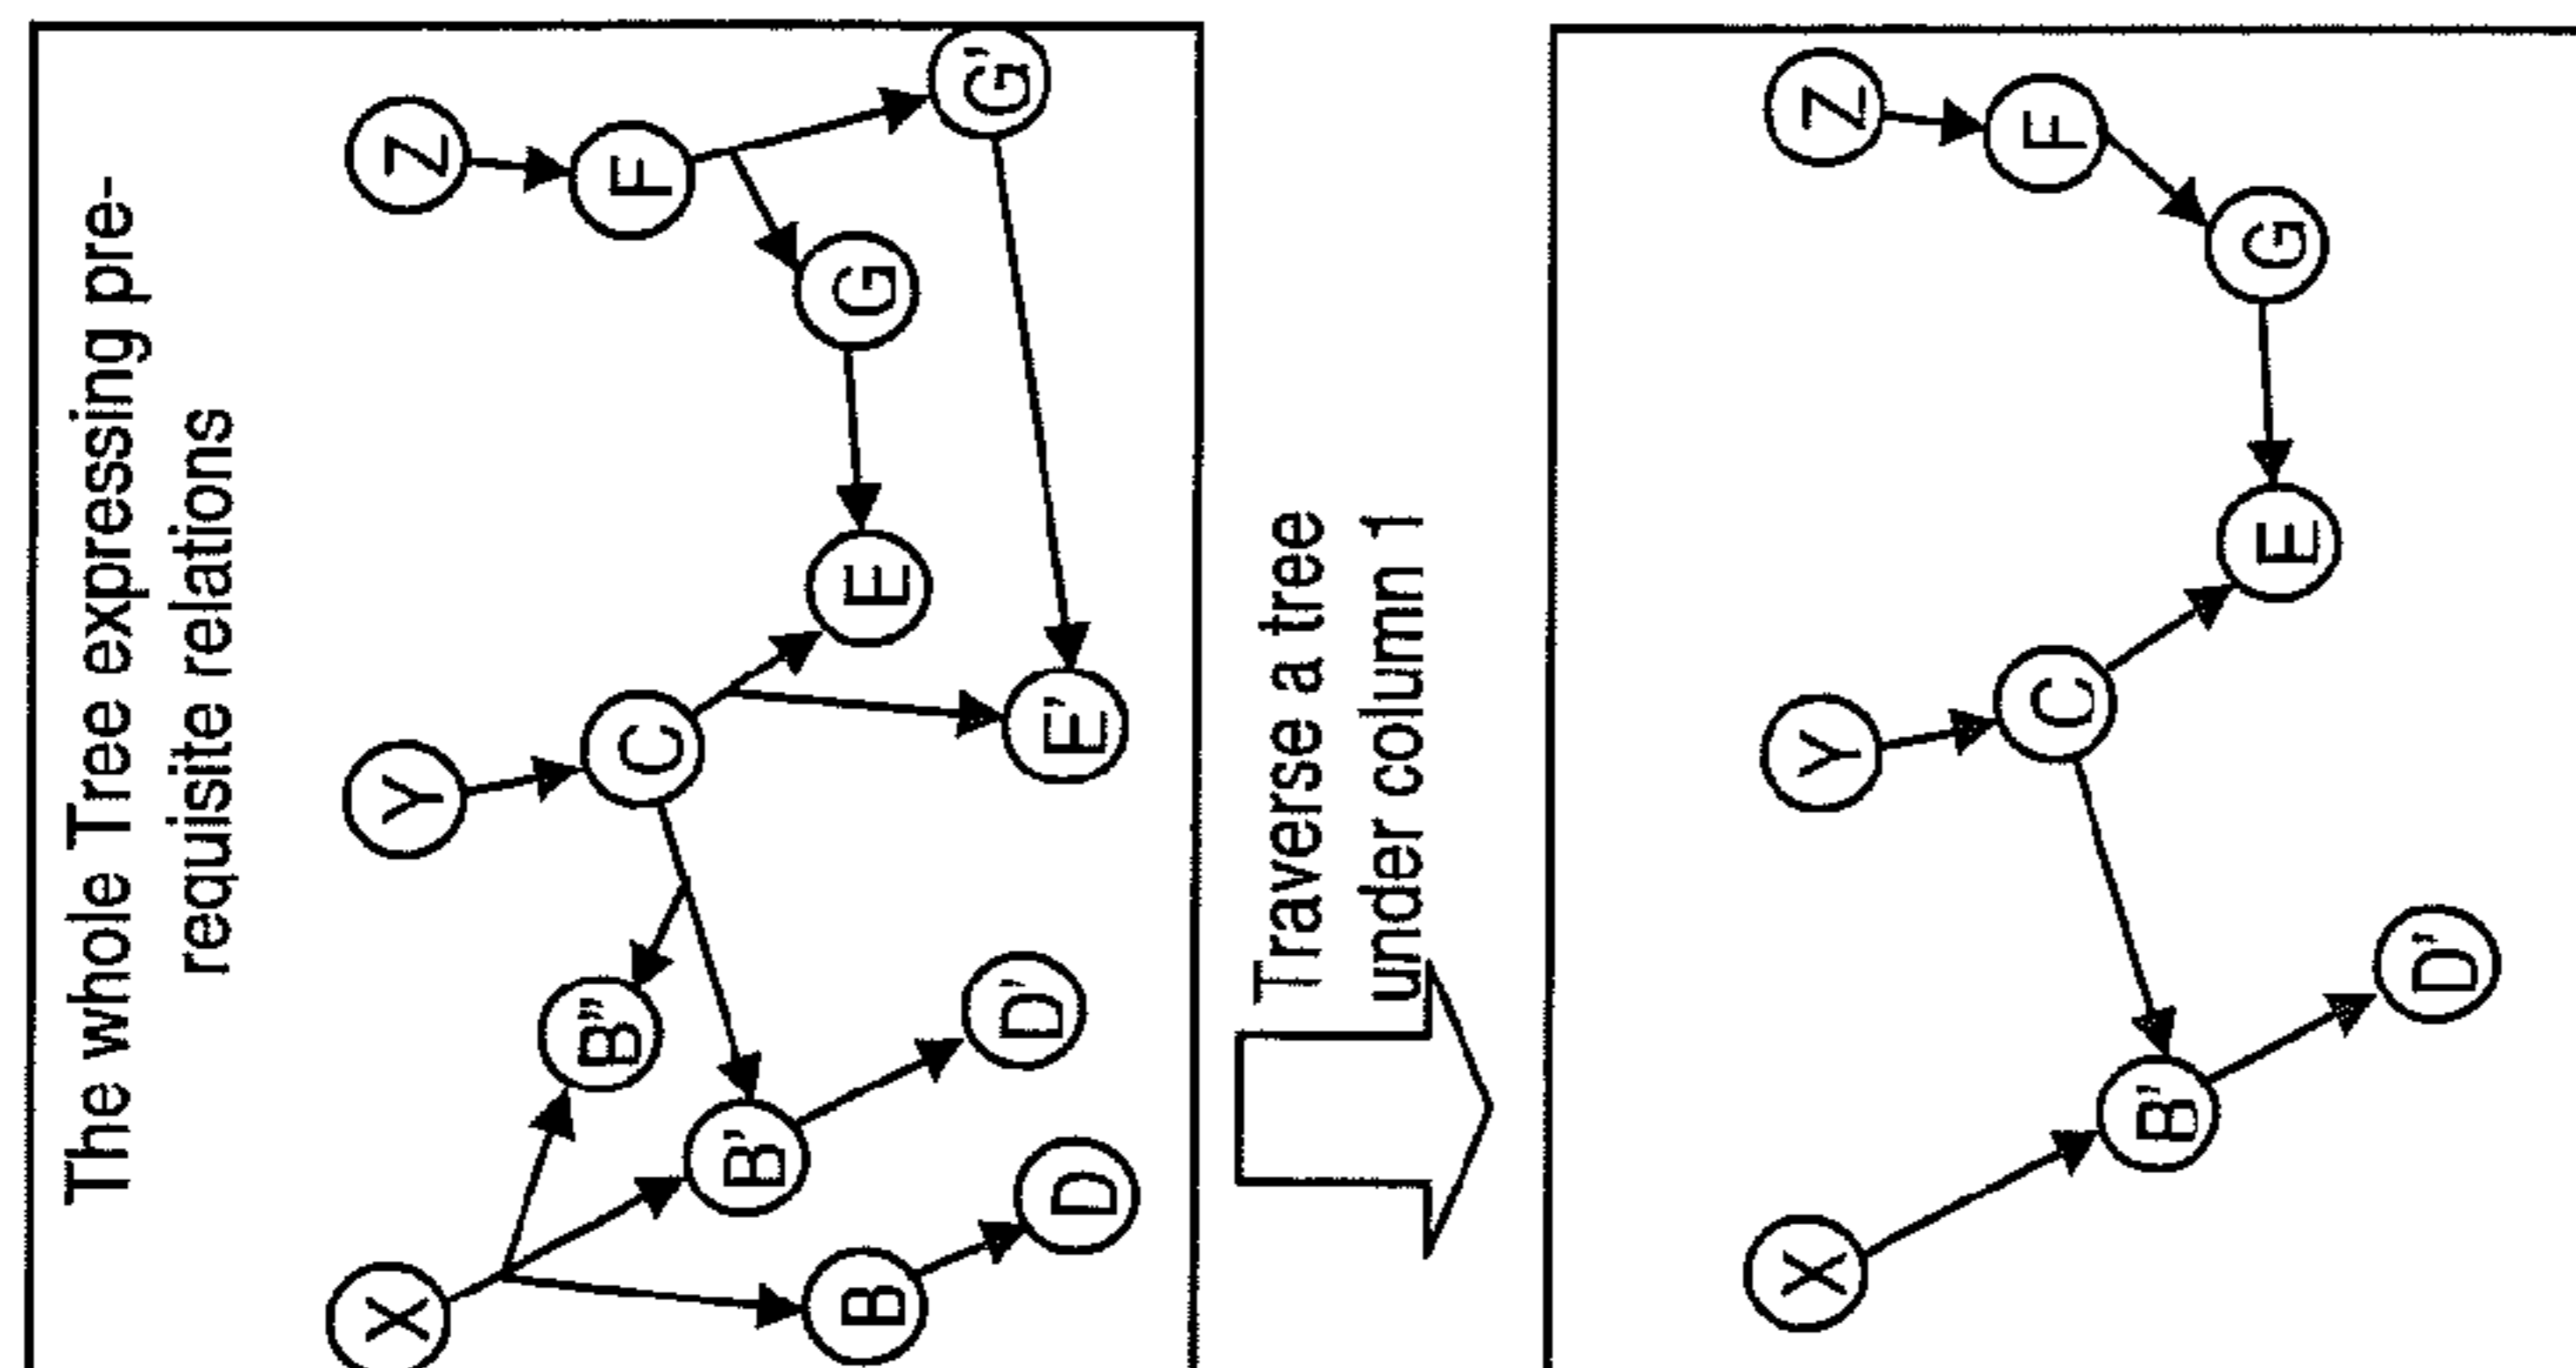 The whole Tree expressing pre-
requisite relations
X Y Z
B'' C F
B'
B E G
D' G'
D E'
Traverse a tree
under column 1
X Y Z
C F
B' E G
D'